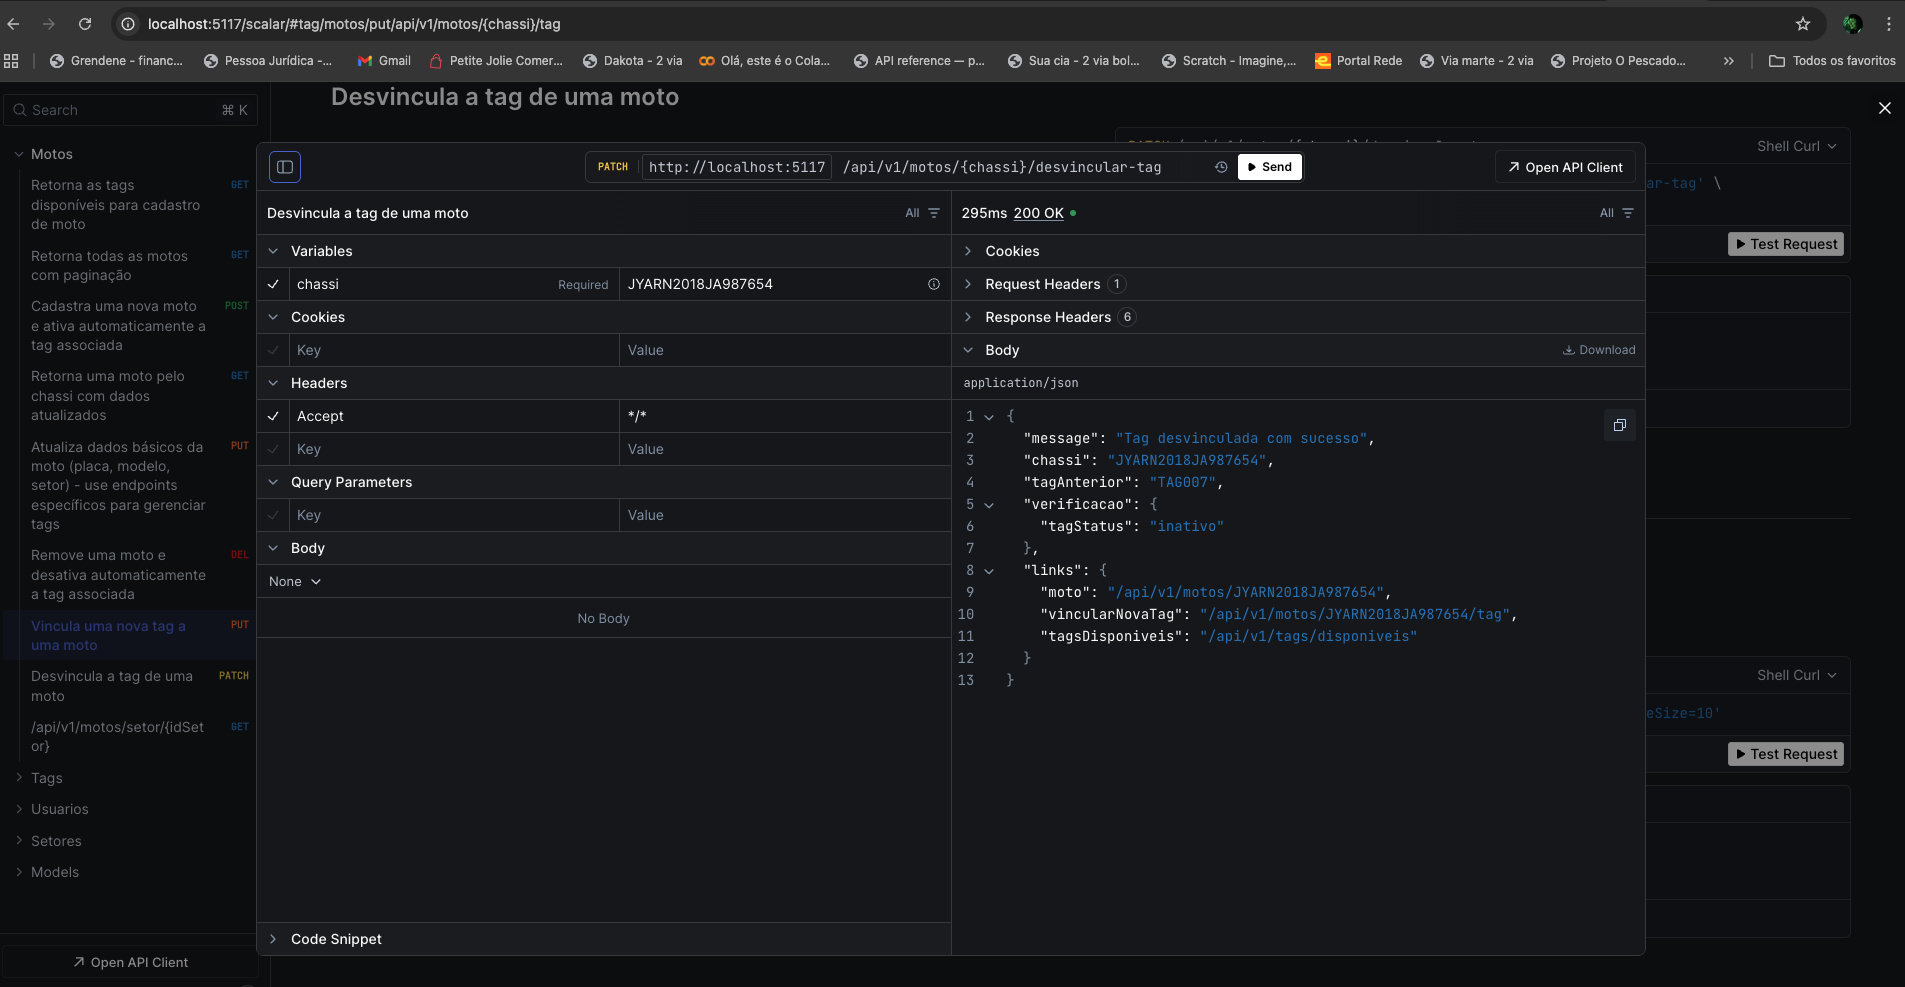 localhost:5117/scalar/#tag/motos/put/api/v1/motos/{chassi}/tag
Grendene - financ...
Pessoa Jurídica -...
Gmail
Petite Jolie Comer...
Dakota - 2 via
Olá, este é o Cola...
API reference — p...
Sua cia - 2 via bol...
Scratch - Imagine,...
Portal Rede
Via marte - 2 via
Projeto O Pescado...
»
Todos os favoritos
Search
⌘ K
Motos
Retorna as tags
disponíveis para cadastro
de moto
GET
Retorna todas as motos
com paginação
GET
Cadastra uma nova moto
e ativa automaticamente a
tag associada
POST
Retorna uma moto pelo
chassi com dados
atualizados
GET
Atualiza dados básicos da
moto (placa, modelo,
setor) - use endpoints
específicos para gerenciar
tags
PUT
Remove uma moto e
desativa automaticamente
a tag associada
DEL
Vincula uma nova tag a
uma moto
PUT
Desvincula a tag de uma
moto
PATCH
/api/v1/motos/setor/{idSet
or}
GET
Tags
Usuarios
Setores
Models
Open API Client
Desvincula a tag de uma moto
PATCH
http://localhost:5117
/api/v1/motos/{chassi}/desvincular-tag
Send
Open API Client
Desvincula a tag de uma moto
All
Variables
chassi
Required
JYARN2018JA987654
Cookies
Key
Value
Headers
Accept
*/*
Key
Value
Query Parameters
Key
Value
Body
None
No Body
Code Snippet
295ms 200 OK
All
Cookies
Request Headers 1
Response Headers 6
Body
Download
application/json
1 {
2 "message": "Tag desvinculada com sucesso",
3 "chassi": "JYARN2018JA987654",
4 "tagAnterior": "TAG007",
5 "verificacao": {
6 "tagStatus": "inativo"
7 },
8 "links": {
9 "moto": "/api/v1/motos/JYARN2018JA987654",
10 "vincularNovaTag": "/api/v1/motos/JYARN2018JA987654/tag",
11 "tagsDisponiveis": "/api/v1/tags/disponiveis"
12 }
13 }
Shell Curl
ar-tag' \
Test Request
Shell Curl
eSize=10'
Test Request